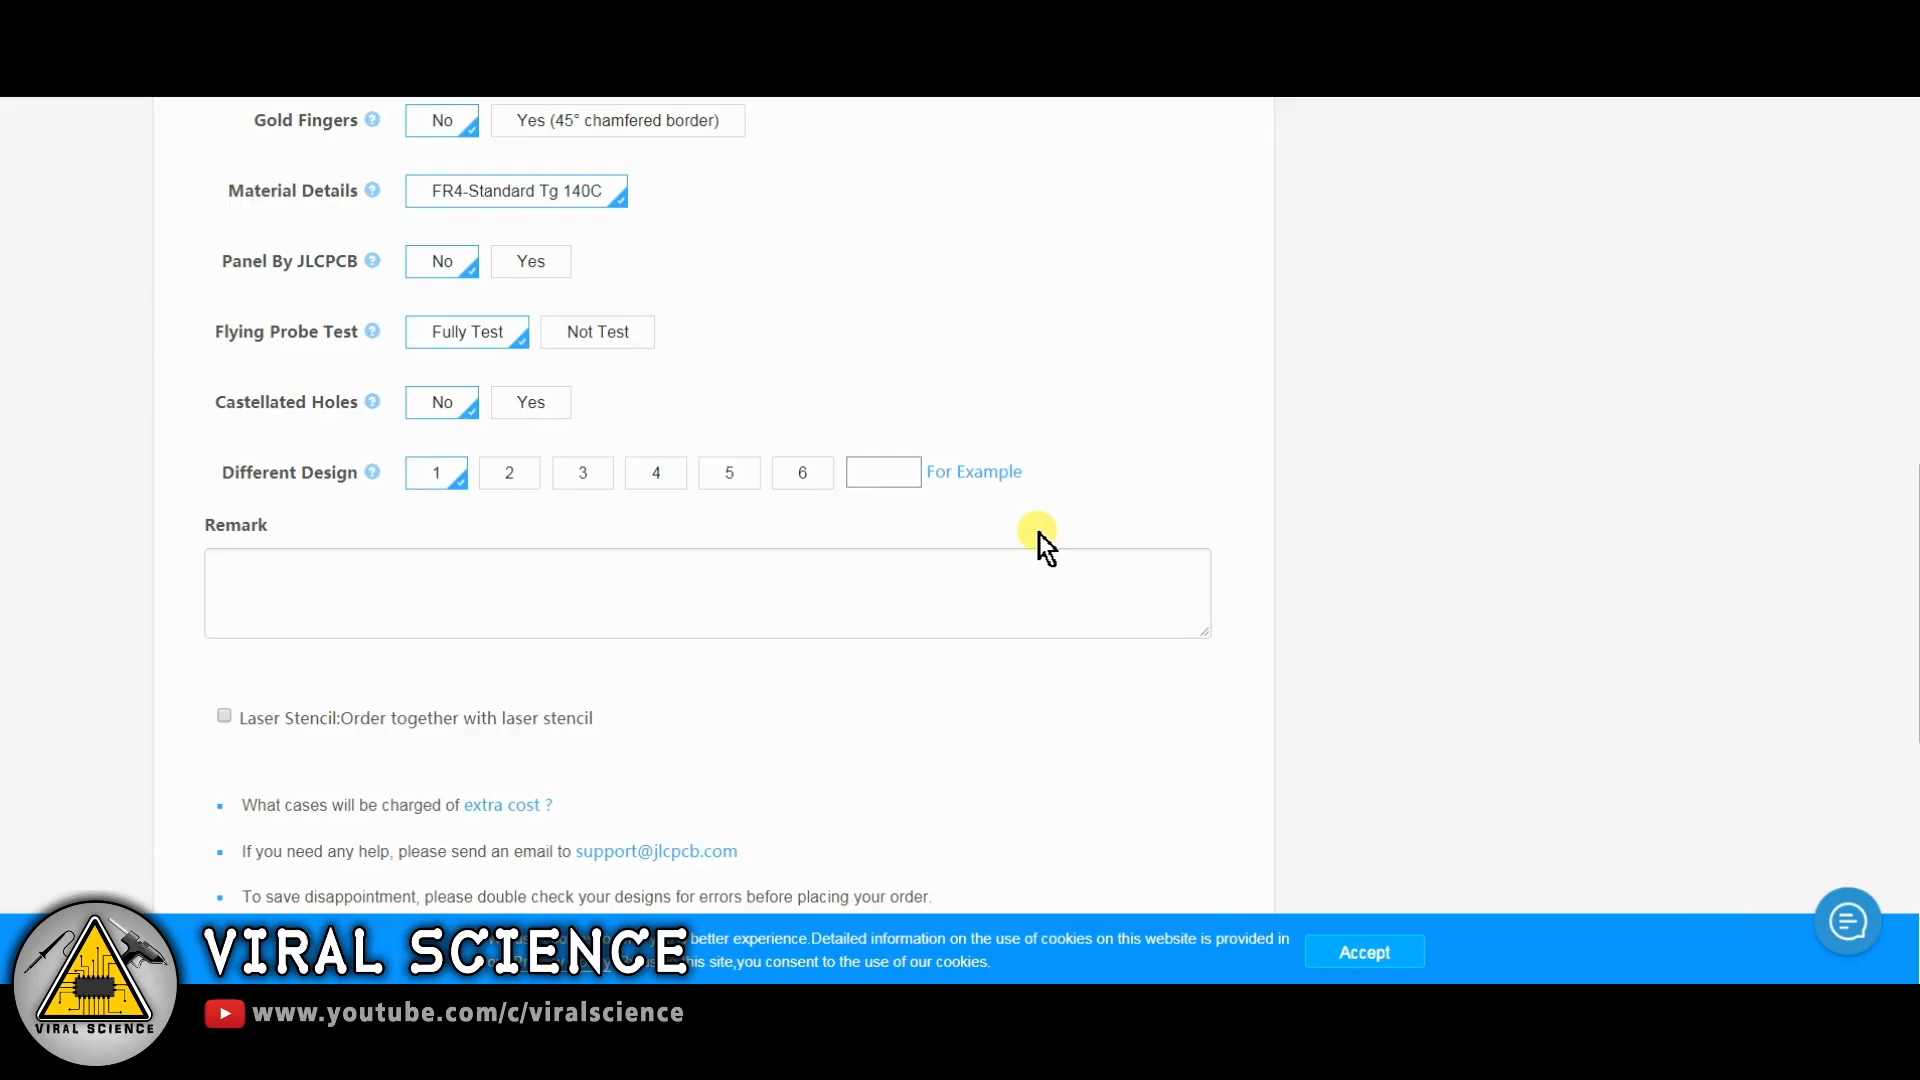 Gold Fingers ? No Yes (45° chamfered border)
Material Details ? FR4-Standard Tg 140C
Panel By JLCPCB ? No Yes
Flying Probe Test ? Fully Test Not Test
Castellated Holes ? No Yes
Different Design ? 1 2 3 4 5 6 For Example
Remark
Laser Stencil:Order together with laser stencil
What cases will be charged of extra cost ?
If you need any help, please send an email to support@jlcpcb.com
To save disappointment, please double check your designs for errors before placing your order.
better experience.Detailed information on the use of cookies on this website is provided in
this site,you consent to the use of our cookies.
Accept
VIRAL SCIENCE
www.youtube.com/c/viralscience
VIRAL SCIENCE